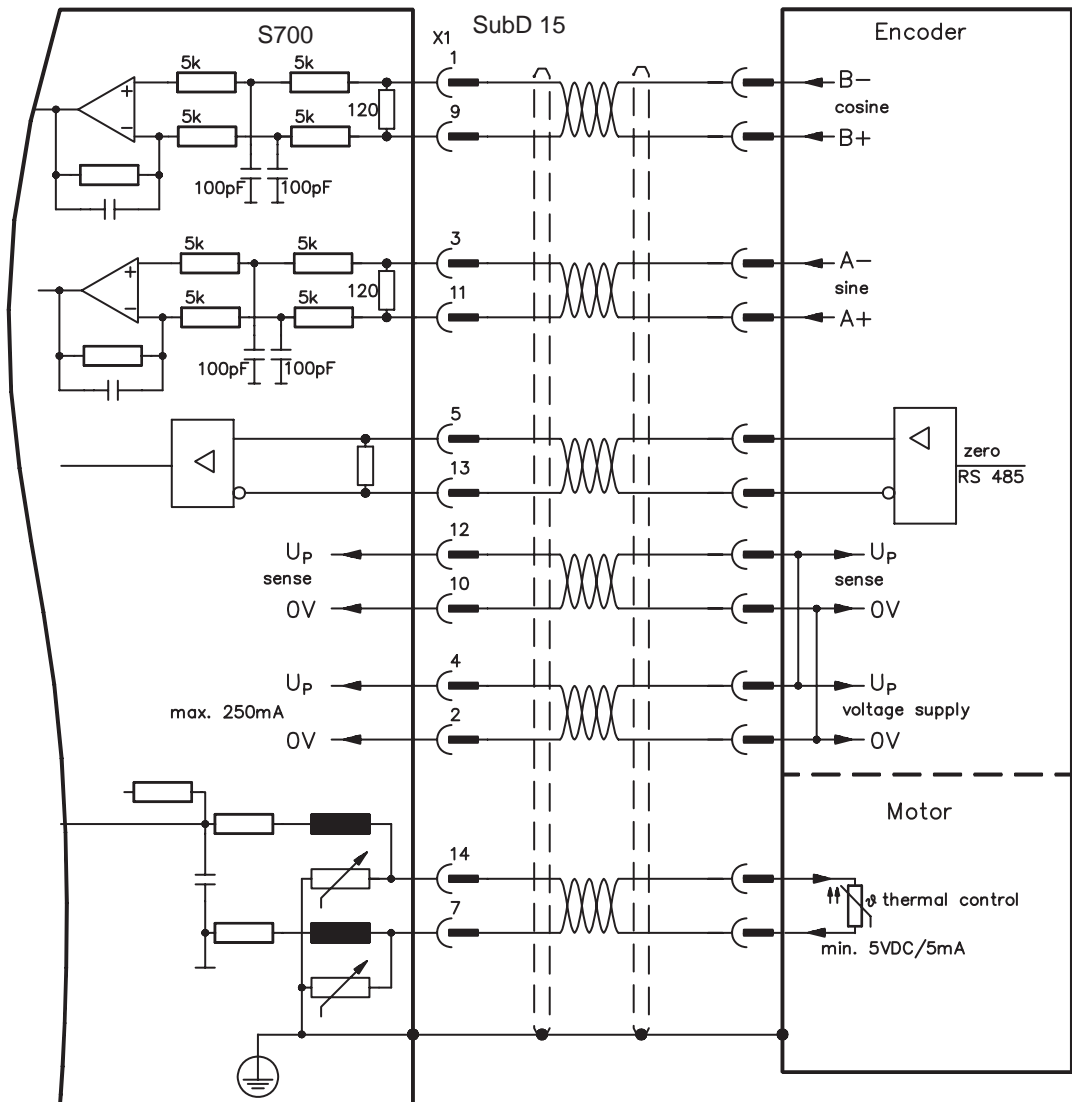 S700
X1
SubD 15
Encoder
5k
5k
1
B-
120
cosine
5k
5k
9
B+
100pF
100pF
5k
5k
3
A-
120
sine
5k
5k
11
A+
100pF
100pF
5
zero
RS 485
13
UP
12
UP
sense
sense
0V
10
0V
UP
4
UP
max. 250mA
voltage supply
0V
2
0V
Motor
14
ϑ thermal control
7
min. 5VDC/5mA